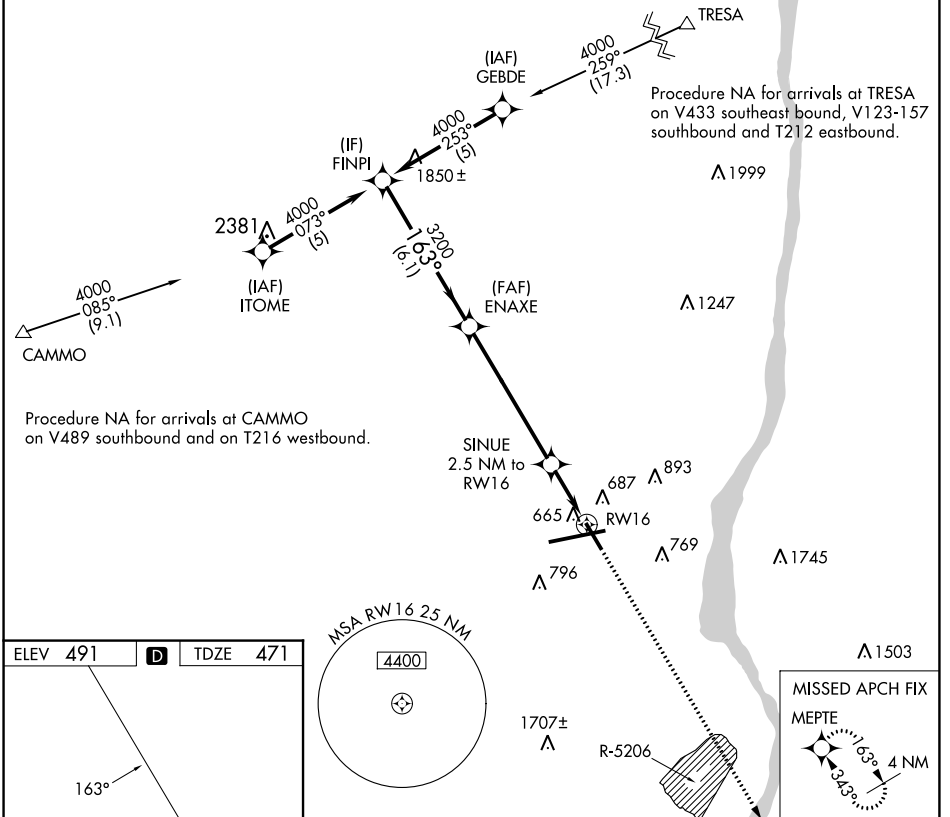 TRESA
4000
259°
(17.3)
(IAF)
GEBDE
Procedure NA for arrivals at TRESA
on V433 southeast bound, V123-157
southbound and T212 eastbound.
4000
253°
(5)
(IF)
FINPI
1850 ±
1999
2381
4000
073°
(5)
3200
163°
(6.1)
(IAF)
ITOME
4000
085°
(9.1)
CAMMO
(FAF)
ENAXE
1247
Procedure NA for arrivals at CAMMO
on V489 southbound and on T216 westbound.
SINUE
2.5 NM to
RW16
687
893
665
RW16
769
1745
796
MSA RW16 25 NM
4400
1503
ELEV 491
D
TDZE 471
163°
1707±
R-5206
MISSED APCH FIX
MEPTE
163°
343°
4 NM